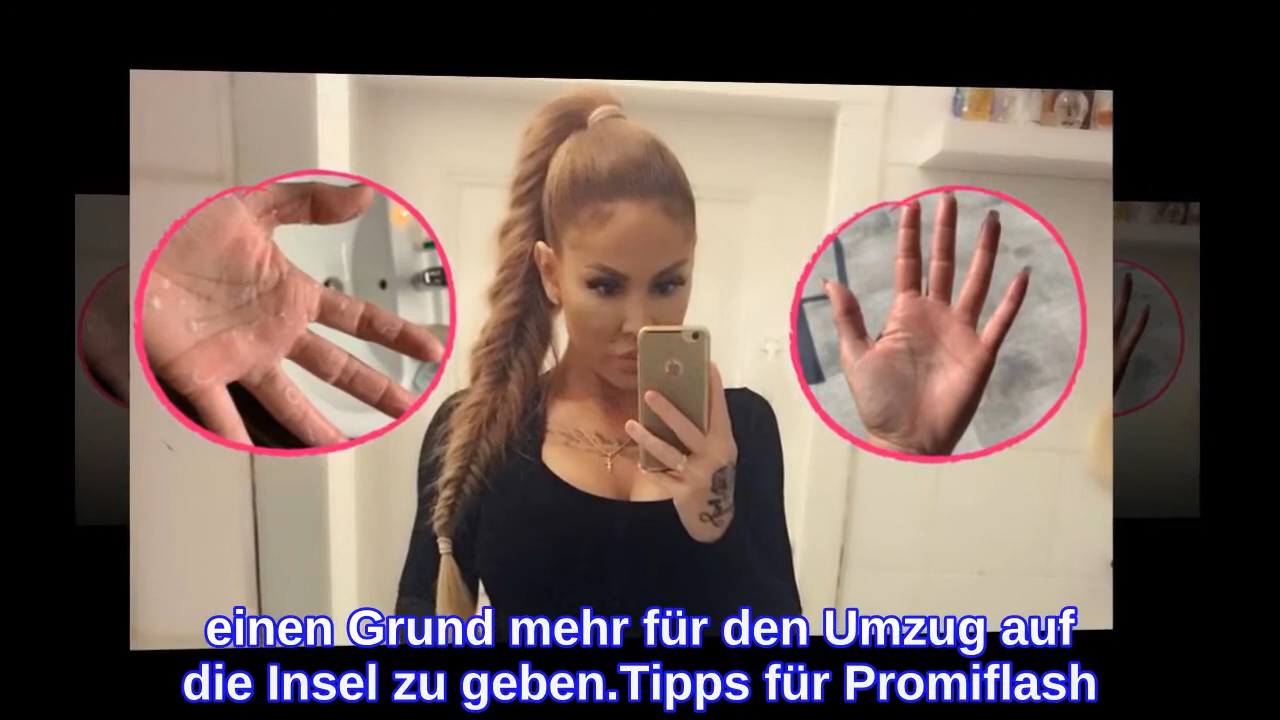 einen Grund mehr für den Umzug auf
die Insel zu geben.Tipps für Promiflash